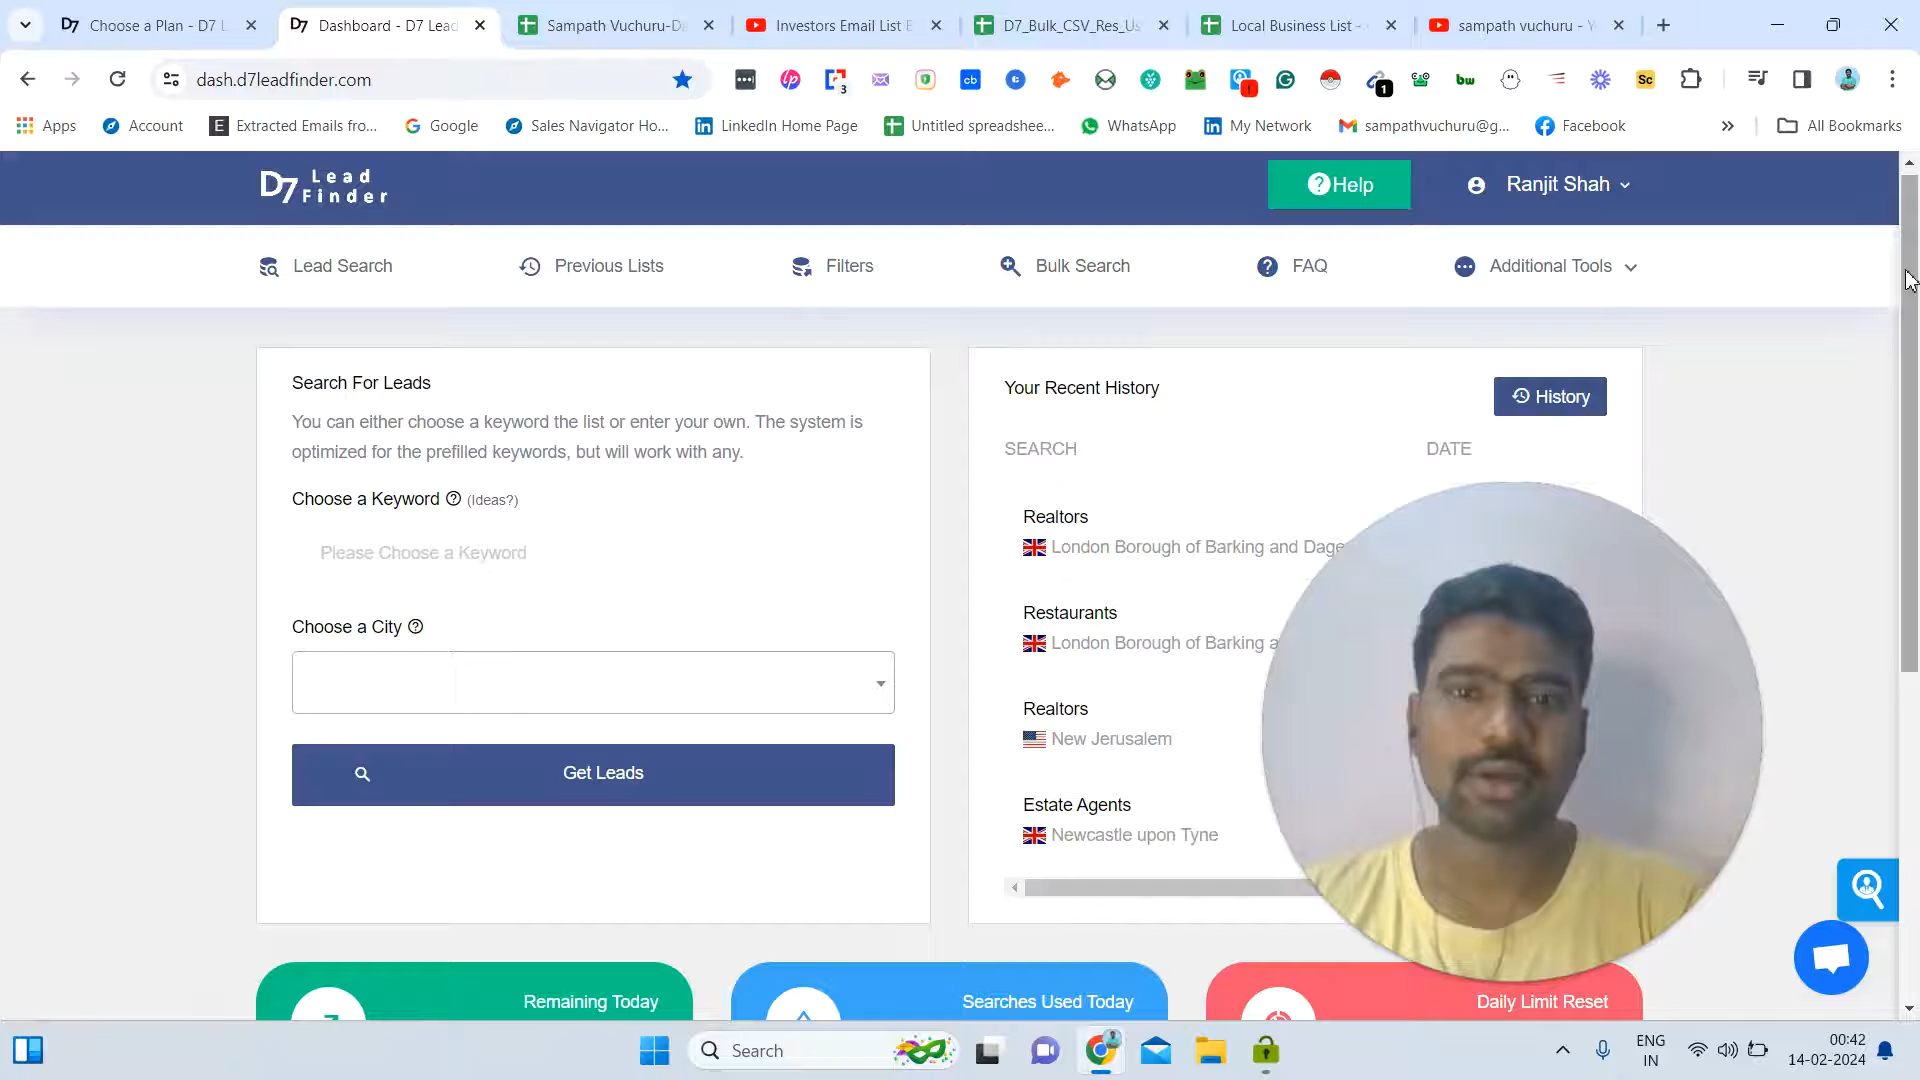 Choose a Plan - D7 L
Dashboard - D7 Lead
Sampath Vuchuru-Da
Investors Email List E
D7_Bulk_CSV_Res_Us
Local Business List -
sampath vuchuru - Y
dash.d7leadfinder.com
Apps
Account
Extracted Emails fro...
Google
Sales Navigator Ho...
LinkedIn Home Page
Untitled spreadshee...
WhatsApp
My Network
sampathvuchuru@g...
Facebook
All Bookmarks
D7 Lead Finder
Help
Ranjit Shah
Lead Search
Previous Lists
Filters
Bulk Search
FAQ
Additional Tools
Search For Leads
You can either choose a keyword the list or enter your own. The system is
optimized for the prefilled keywords, but will work with any.
Choose a Keyword (Ideas?)
Please Choose a Keyword
Choose a City
Get Leads
Your Recent History
History
SEARCH DATE
Realtors
London Borough of Barking and Dage
Restaurants
London Borough of Barking a
Realtors
New Jerusalem
Estate Agents
Newcastle upon Tyne
Remaining Today
Searches Used Today
Daily Limit Reset
Search
ENG
IN
00:42
14-02-2024